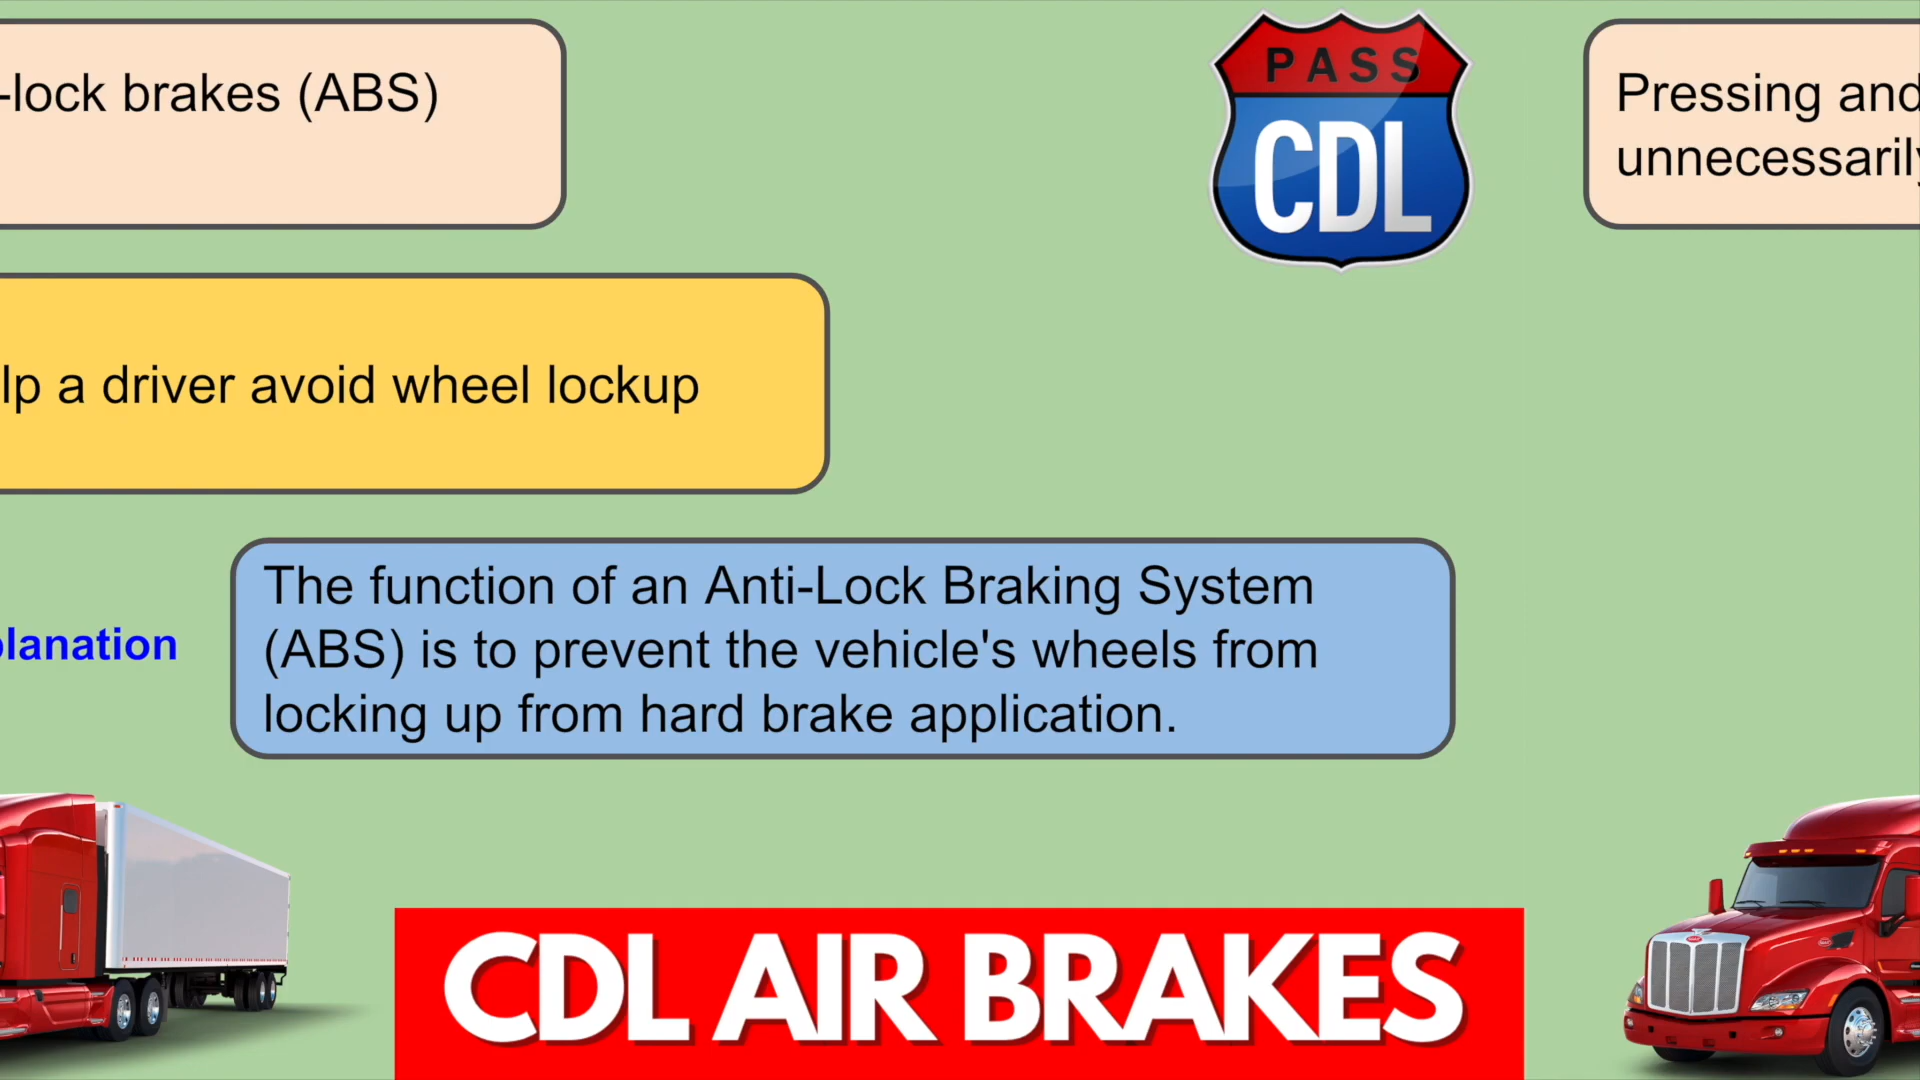 -lock brakes (ABS)
PASS
CDL
Pressing and
unnecessarily
lp a driver avoid wheel lockup
planation
The function of an Anti-Lock Braking System
(ABS) is to prevent the vehicle's wheels from
locking up from hard brake application.
CDL AIR BRAKES